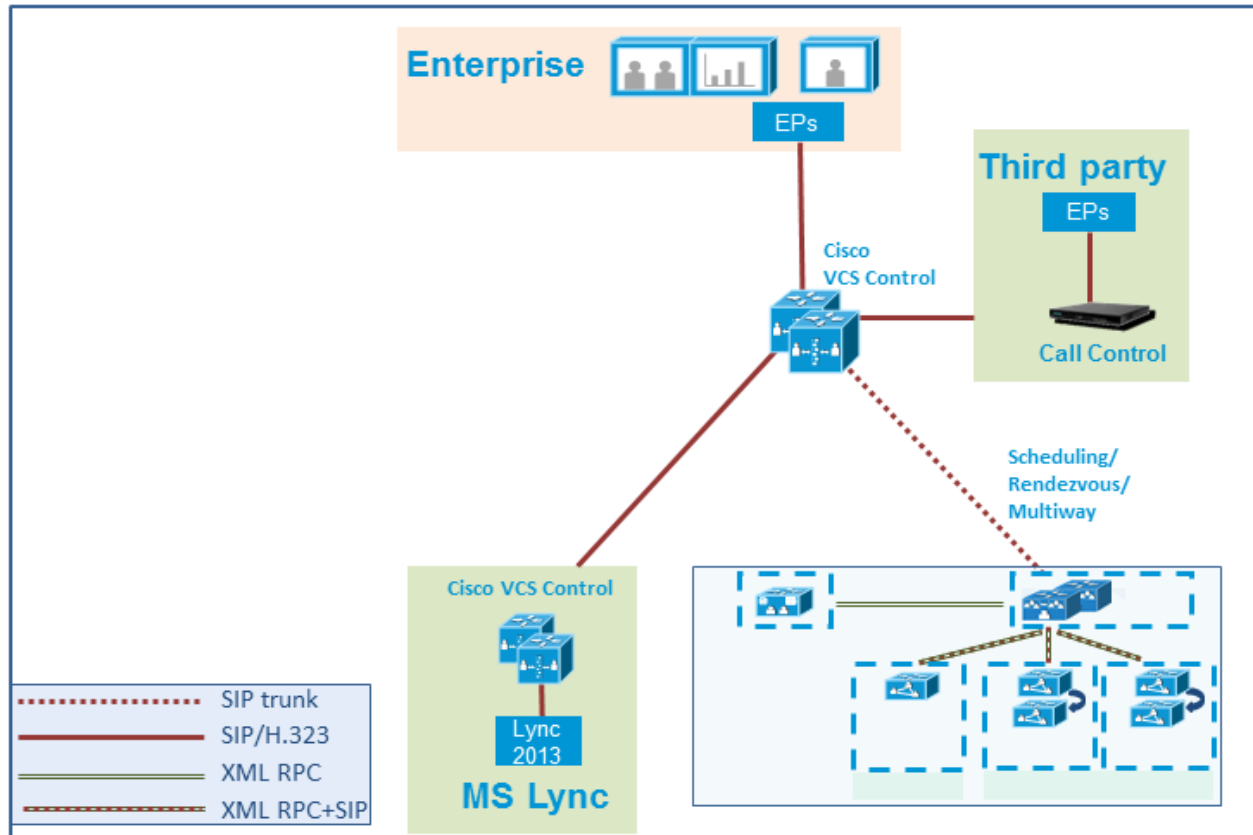 Enterprise
EPs
Third party
EPs
Call Control
Cisco
VCS Control
Scheduling/
Rendezvous/
Multiway
Cisco VCS Control
Lync
2013
MS Lync
SIP trunk
SIP/H.323
XML RPC
XML RPC+SIP